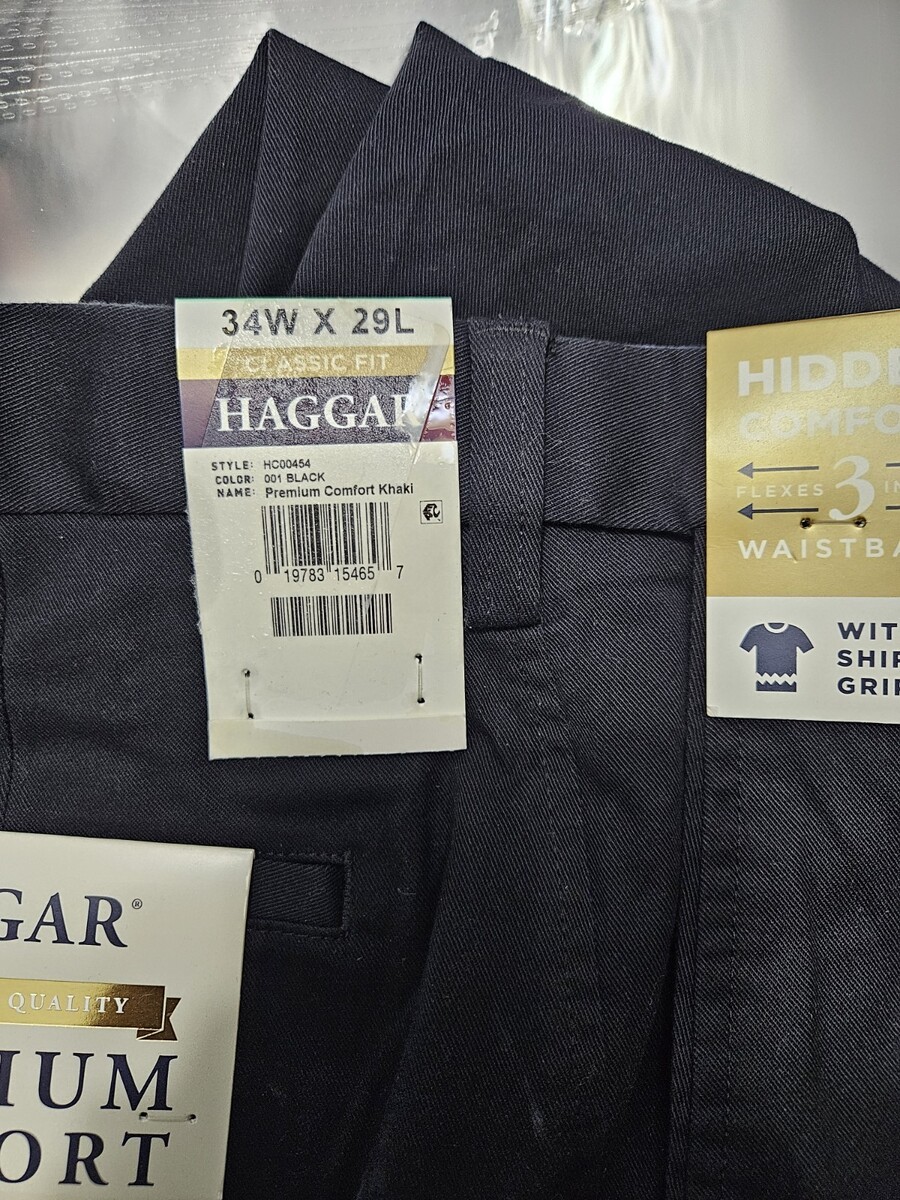 34W X 29L
CLASSIC FIT
HAGGAR
STYLE: HC00454
COLOR: 001 BLACK
NAME: Premium Comfort Khaki
0 19783 15465 7
HIDDE
COMFO
FLEXES 3 IN
WAISTBA
WIT
SHIR
GRIP
GAR®
QUALITY
IUM
ORT